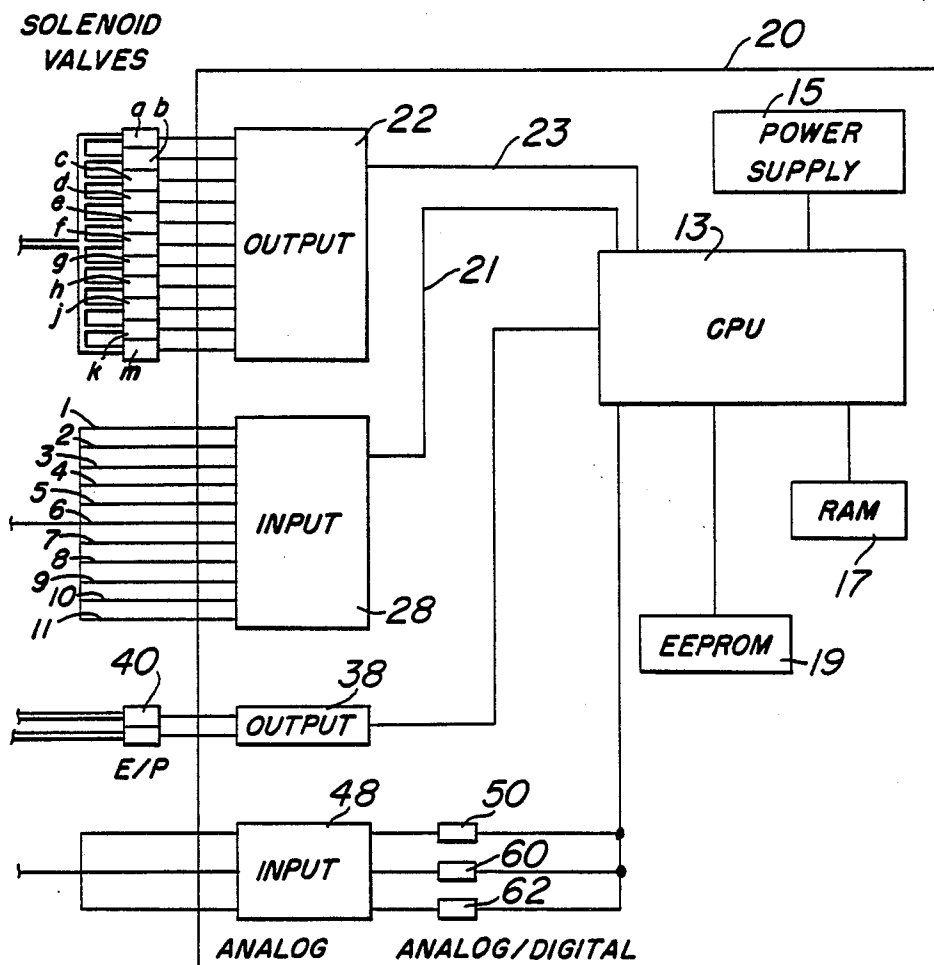 SOLENOID
VALVES
20
a b
c
d
e
f
g
h
j
k m
22
OUTPUT
23
21
15
POWER
SUPPLY
13
CPU
RAM
17
EEPROM
19
1
2
3
4
5
6
7
8
9
10
11
INPUT
28
40
E/P
38
OUTPUT
48
INPUT
50
60
62
ANALOG
ANALOG/DIGITAL